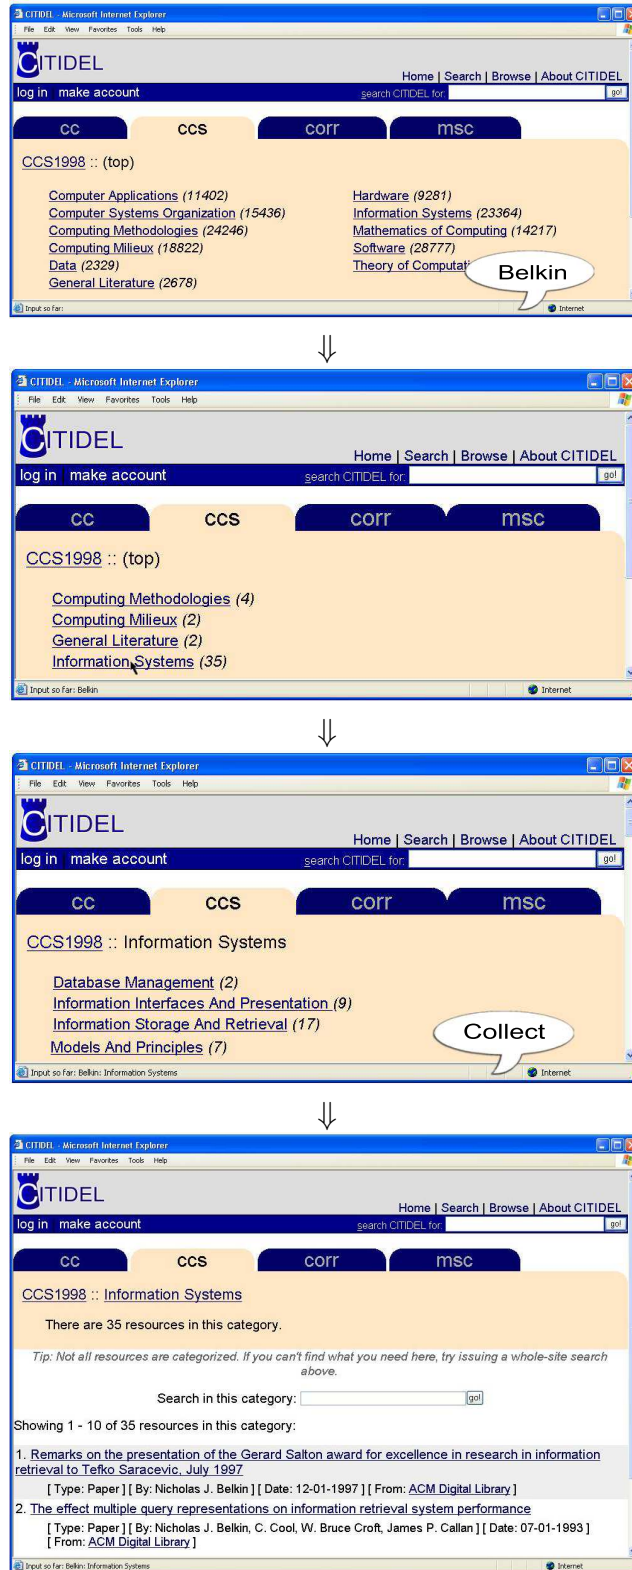 CITIDEL - Microsoft Internet Explorer
File Edit View Favorites Tools Help
CITIDEL
Home | Search | Browse | About CITIDEL
log in make account search CITIDEL for: go!
cc ccs corr msc
CCS1998 :: (top)
Computer Applications (11402) Hardware (9281)
Computer Systems Organization (15436) Information Systems (23364)
Computing Methodologies (24246) Mathematics of Computing (14217)
Computing Milieux (18822) Software (28777)
Data (2329) Theory of Computati
General Literature (2678)
Belkin
Input so far: Internet
⇓
CITIDEL - Microsoft Internet Explorer
File Edit View Favorites Tools Help
CITIDEL
Home | Search | Browse | About CITIDEL
log in make account search CITIDEL for: go!
cc ccs corr msc
CCS1998 :: (top)
Computing Methodologies (4)
Computing Milieux (2)
General Literature (2)
Information Systems (35)
Input so far: Belkin Internet
⇓
CITIDEL - Microsoft Internet Explorer
File Edit View Favorites Tools Help
CITIDEL
Home | Search | Browse | About CITIDEL
log in make account search CITIDEL for: go!
cc ccs corr msc
CCS1998 :: Information Systems
Database Management (2)
Information Interfaces And Presentation (9)
Information Storage And Retrieval (17)
Models And Principles (7)
Collect
Input so far: Belkin: Information Systems Internet
⇓
CITIDEL - Microsoft Internet Explorer
File Edit View Favorites Tools Help
CITIDEL
Home | Search | Browse | About CITIDEL
log in make account search CITIDEL for: go!
cc ccs corr msc
CCS1998 :: Information Systems
There are 35 resources in this category.
Tip: Not all resources are categorized. If you can't find what you need here, try issuing a whole-site search
above.
Search in this category: go!
Showing 1 - 10 of 35 resources in this category:
1. Remarks on the presentation of the Gerard Salton award for excellence in research in information
retrieval to Tefko Saracevic, July 1997
[ Type: Paper ] [ By: Nicholas J. Belkin ] [ Date: 12-01-1997 ] [ From: ACM Digital Library ]
2. The effect multiple query representations on information retrieval system performance
[ Type: Paper ] [ By: Nicholas J. Belkin, C. Cool, W. Bruce Croft, James P. Callan ] [ Date: 07-01-1993 ]
[ From: ACM Digital Library ]
Input so far: Belkin: Information Systems Internet